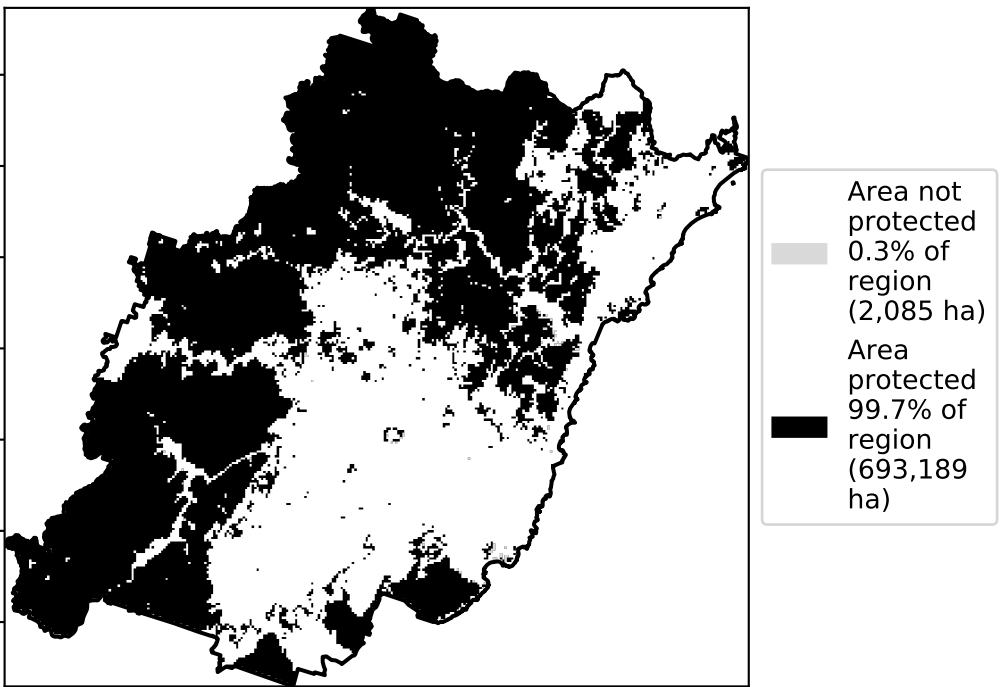 Area not
protected
0.3% of
region
(2,085 ha)
Area
protected
99.7% of
region
(693,189
ha)